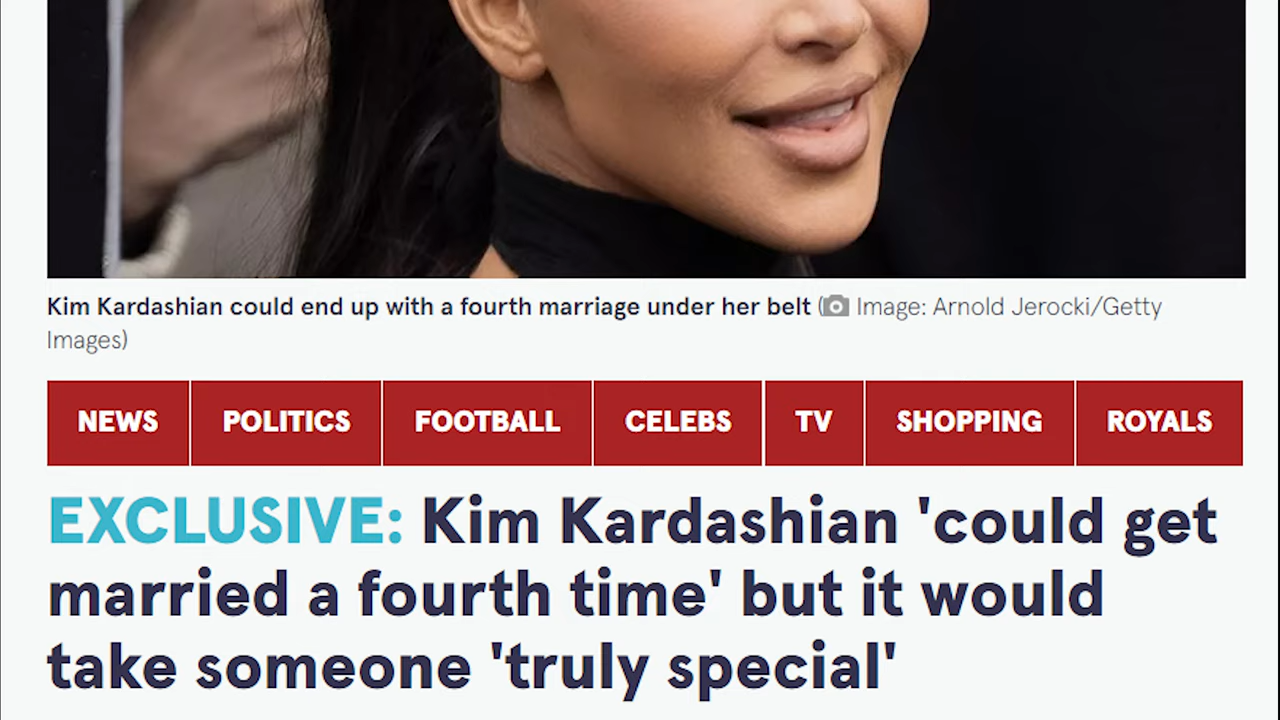 Kim Kardashian could end up with a fourth marriage under her belt (Image: Arnold Jerocki/Getty
Images)
NEWS POLITICS FOOTBALL CELEBS TV SHOPPING ROYALS
EXCLUSIVE: Kim Kardashian 'could get
married a fourth time' but it would
take someone 'truly special'